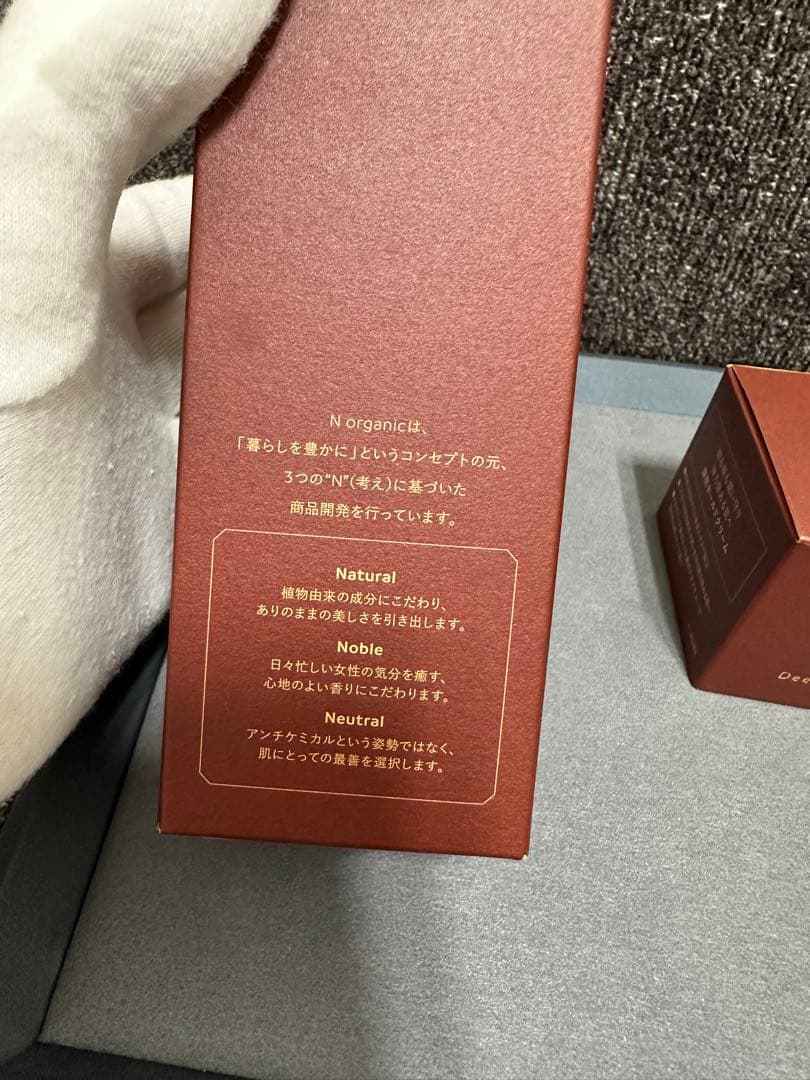 N organicは、
「暮らしを豊かに」というコンセプトの元、
3つの“N”(考え)に基づいた
商品開発を行っています。
Natural
植物由来の成分にこだわり、
ありのままの美しさを引き出します。
Noble
日々忙しい女性の気分を癒す、
心地のよい香りにこだわります。
Neutral
アンチケミカルという姿勢ではなく、
肌にとっての最善を選択します。
Dee